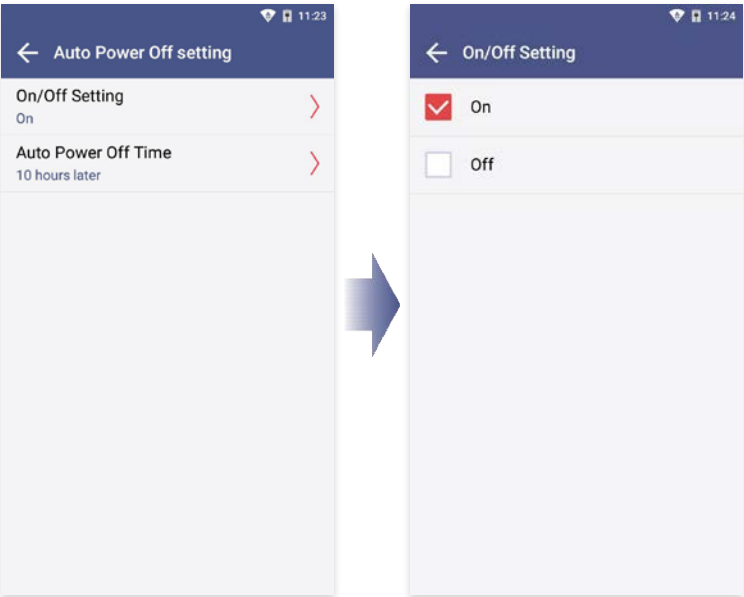 11:23
Auto Power Off setting
On/Off Setting
On
Auto Power Off Time
10 hours later
11:24
On/Off Setting
On
Off